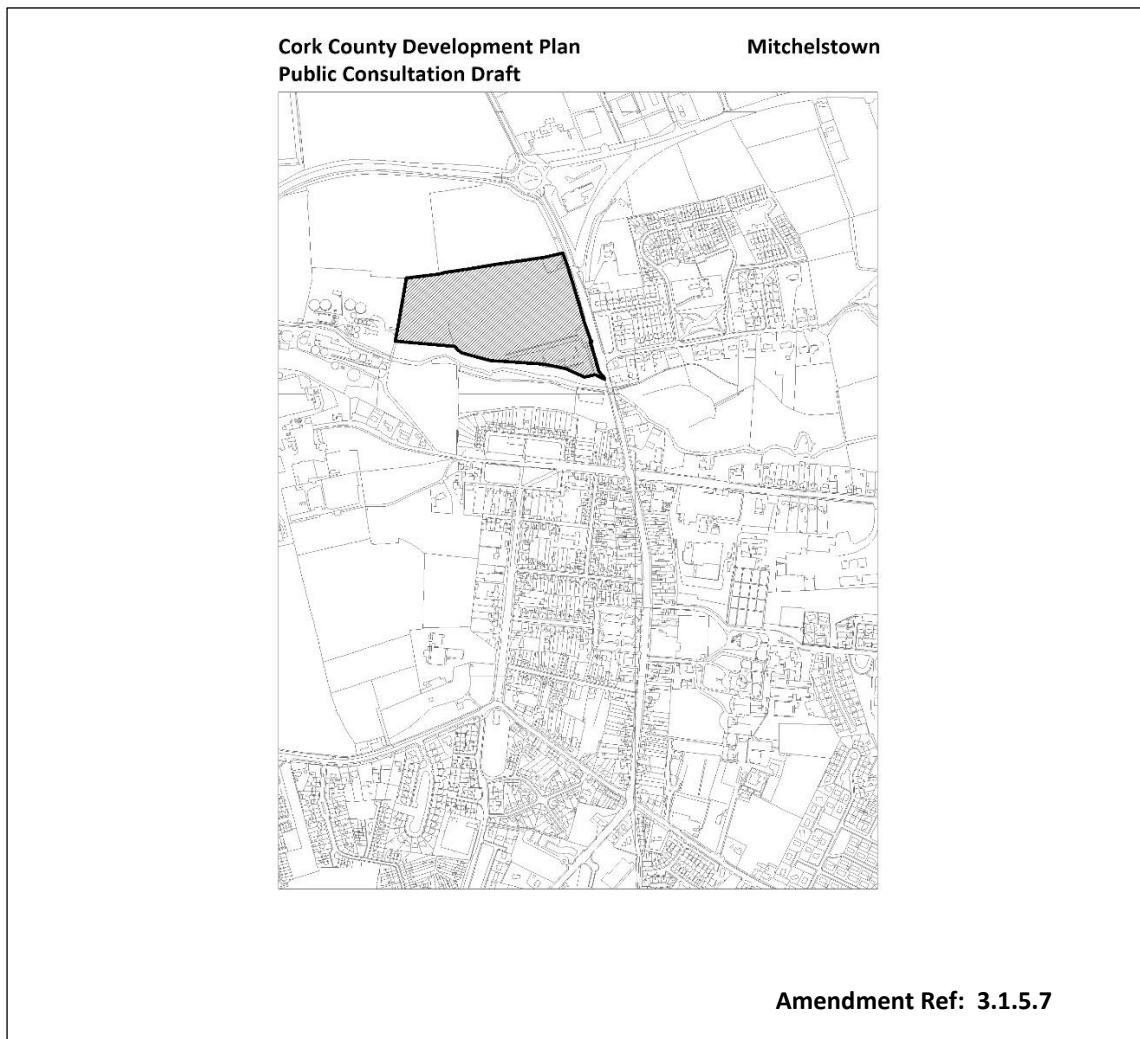 Cork County Development Plan Mitchelstown
Public Consultation Draft
Amendment Ref: 3.1.5.7